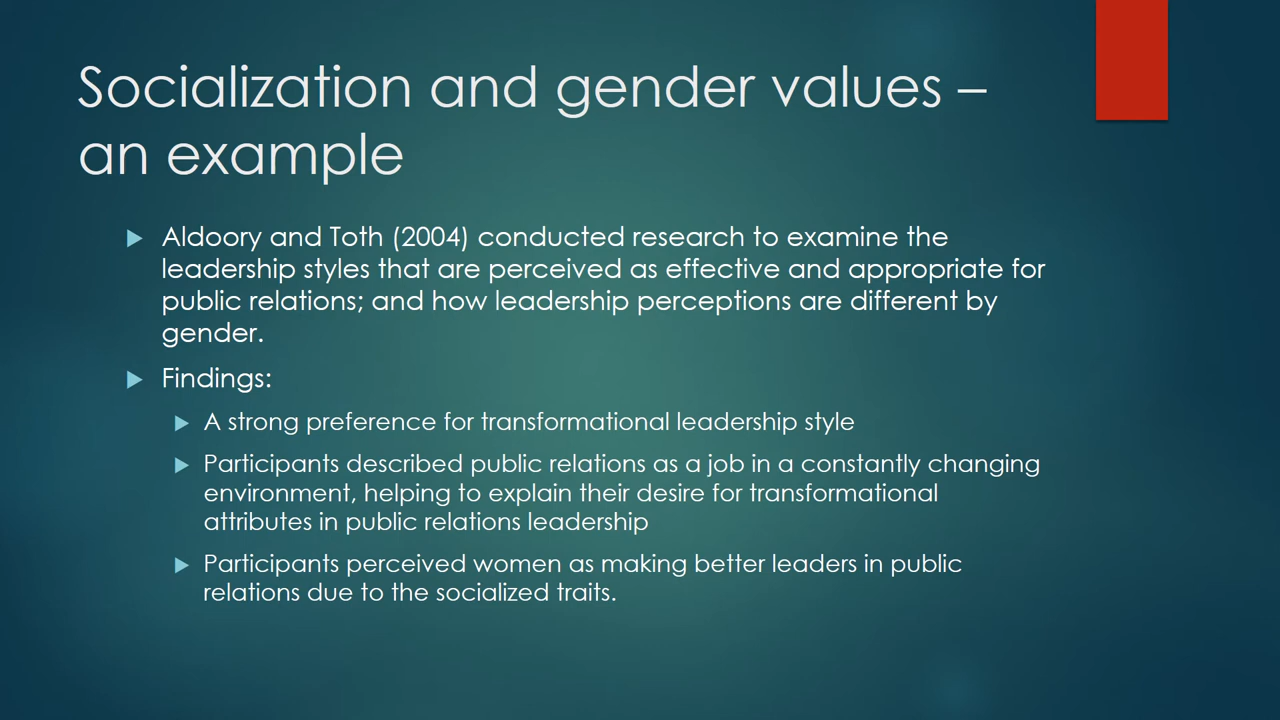 Socialization and gender values –
an example
Aldoory and Toth (2004) conducted research to examine the
leadership styles that are perceived as effective and appropriate for
public relations; and how leadership perceptions are different by
gender.
Findings:
A strong preference for transformational leadership style
Participants described public relations as a job in a constantly changing
environment, helping to explain their desire for transformational
attributes in public relations leadership
Participants perceived women as making better leaders in public
relations due to the socialized traits.